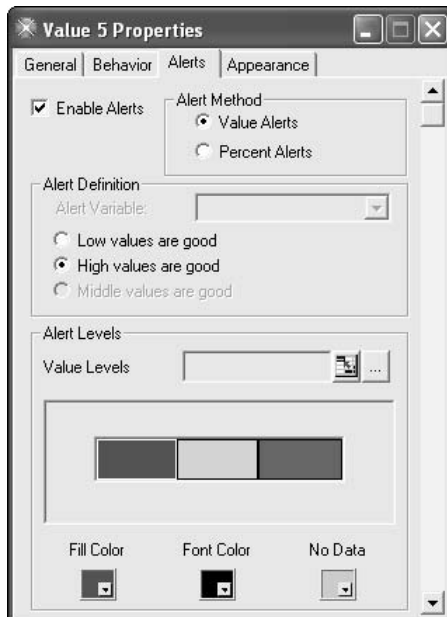 Value 5 Properties
General Behavior Alerts Appearance
Enable Alerts
Alert Method
Value Alerts
Percent Alerts
Alert Definition
Alert Variable:
Low values are good
High values are good
Middle values are good
Alert Levels
Value Levels
...
Fill Color Font Color No Data